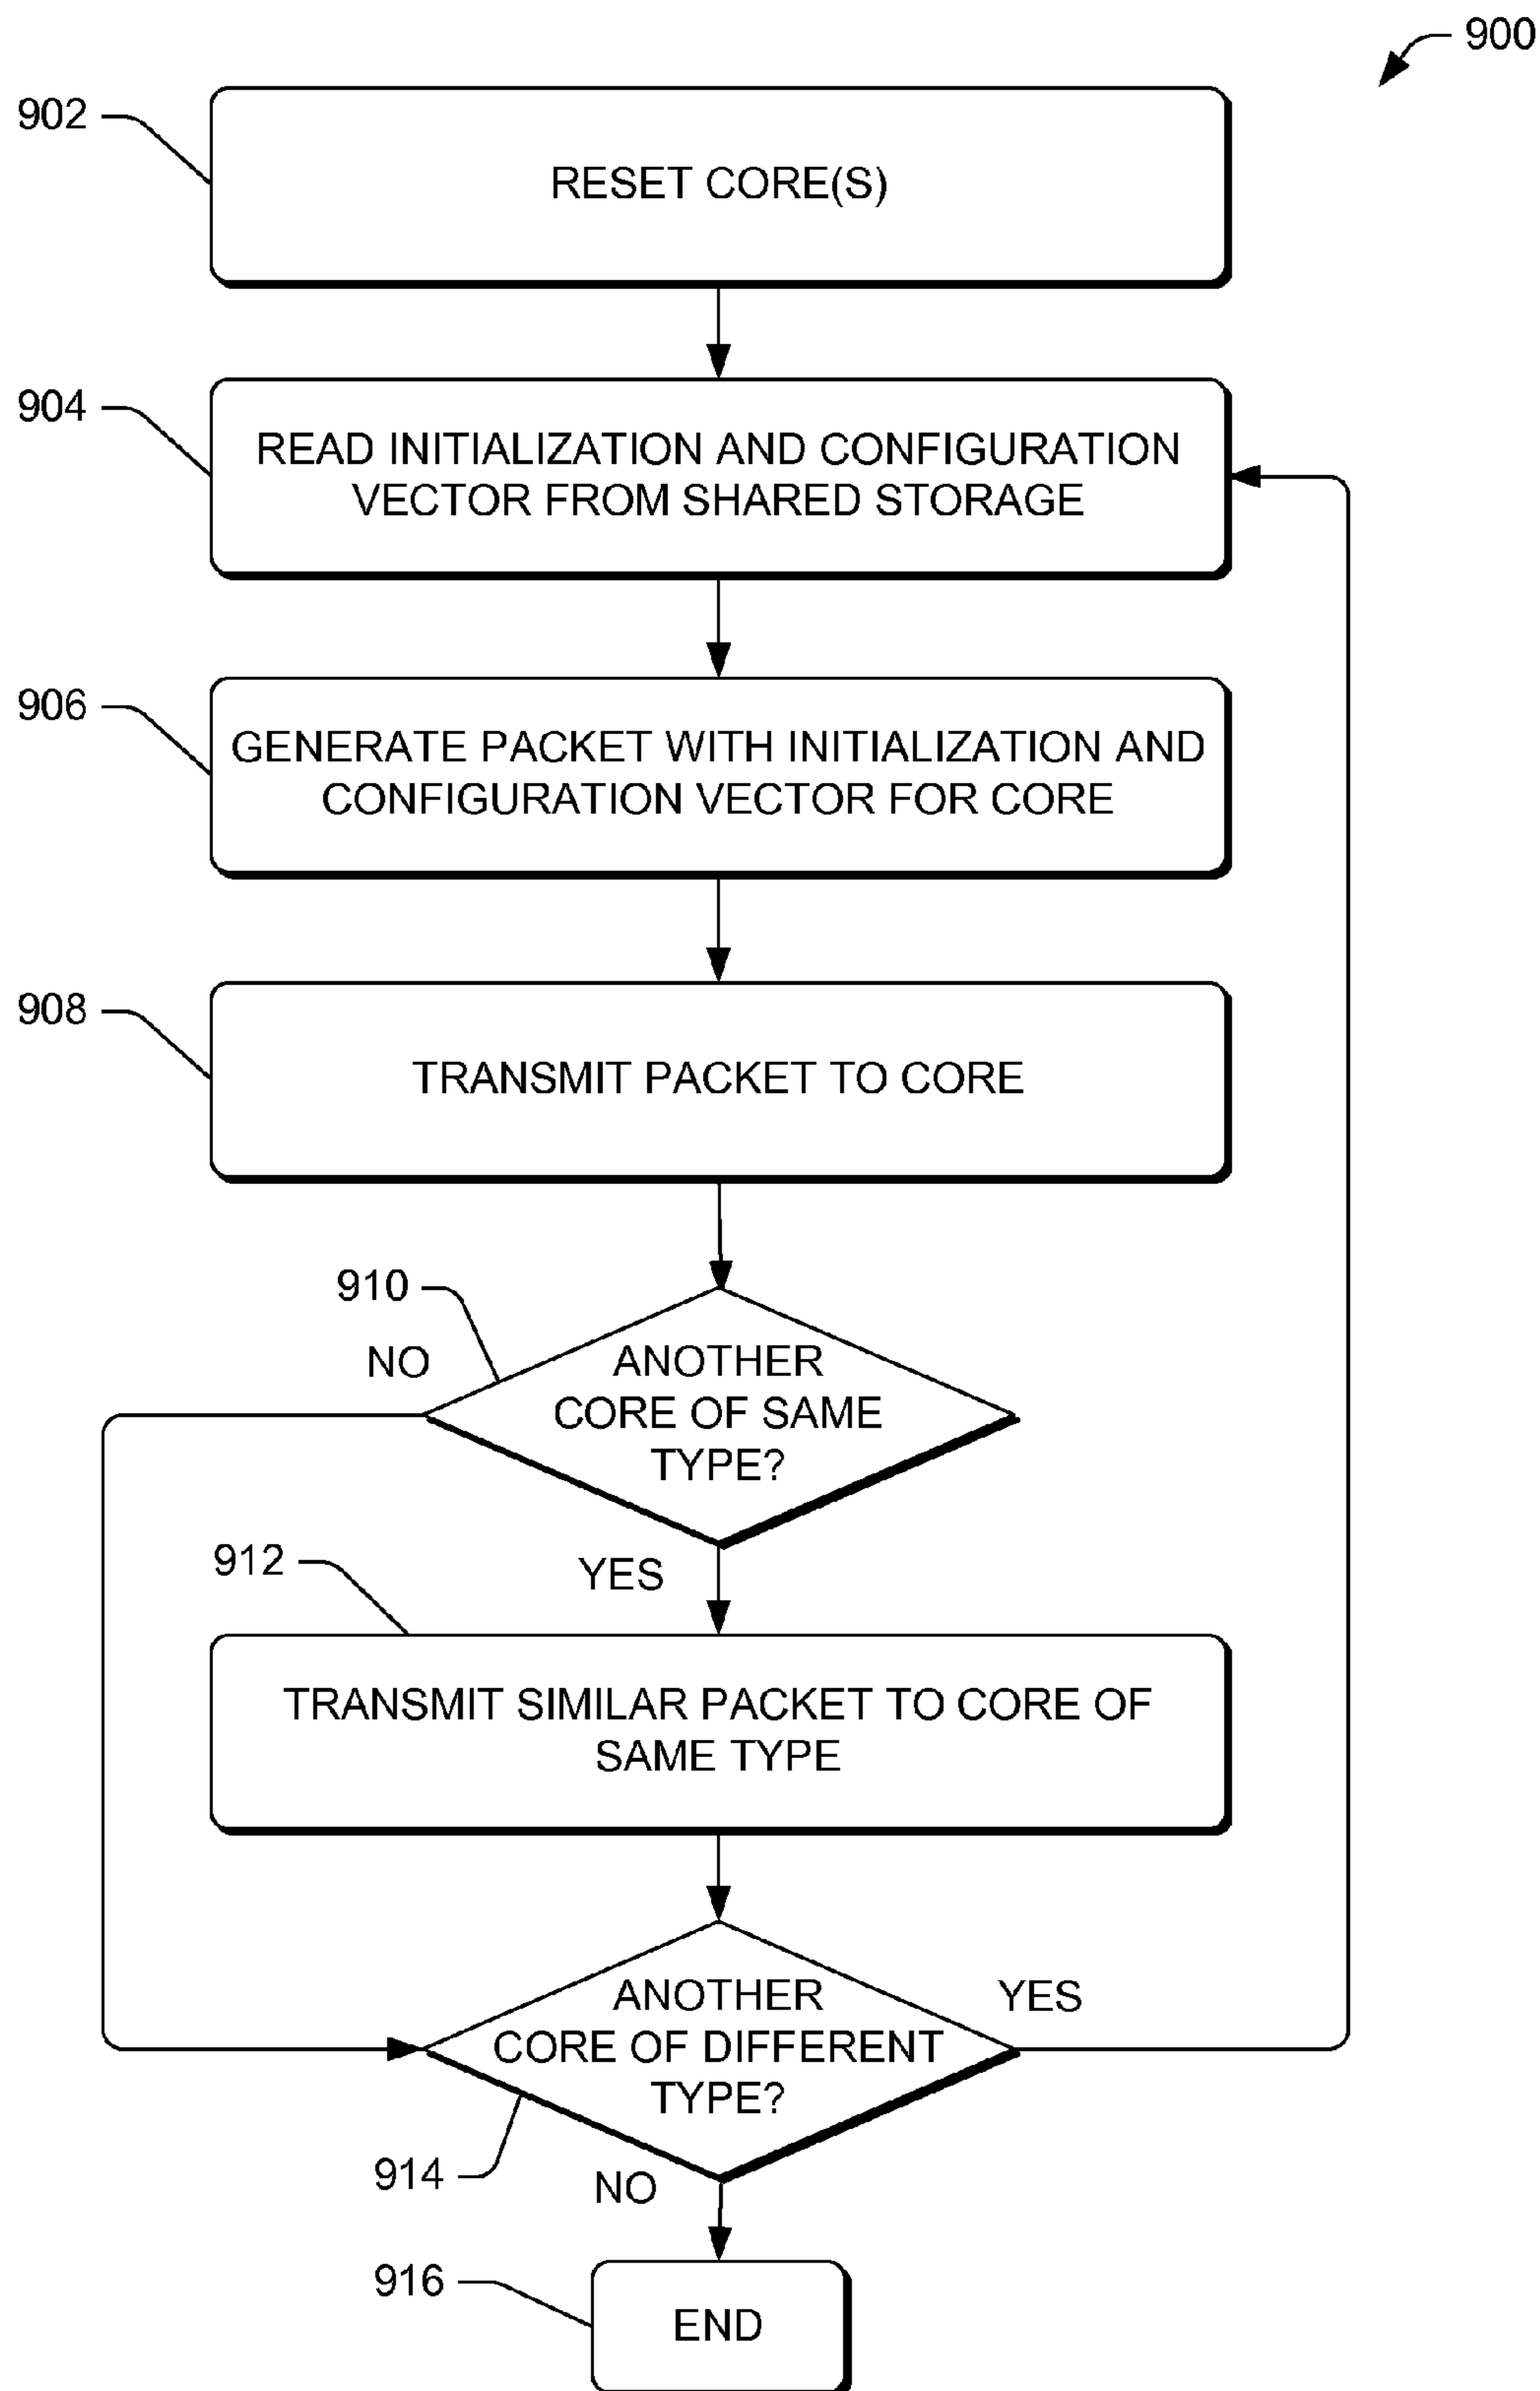 900
902
RESET CORE(S)
904
READ INITIALIZATION AND CONFIGURATION
VECTOR FROM SHARED STORAGE
906
GENERATE PACKET WITH INITIALIZATION AND
CONFIGURATION VECTOR FOR CORE
908
TRANSMIT PACKET TO CORE
910
NO
ANOTHER
CORE OF SAME
TYPE?
912
YES
TRANSMIT SIMILAR PACKET TO CORE OF
SAME TYPE
ANOTHER
CORE OF DIFFERENT
TYPE?
YES
914
NO
916
END